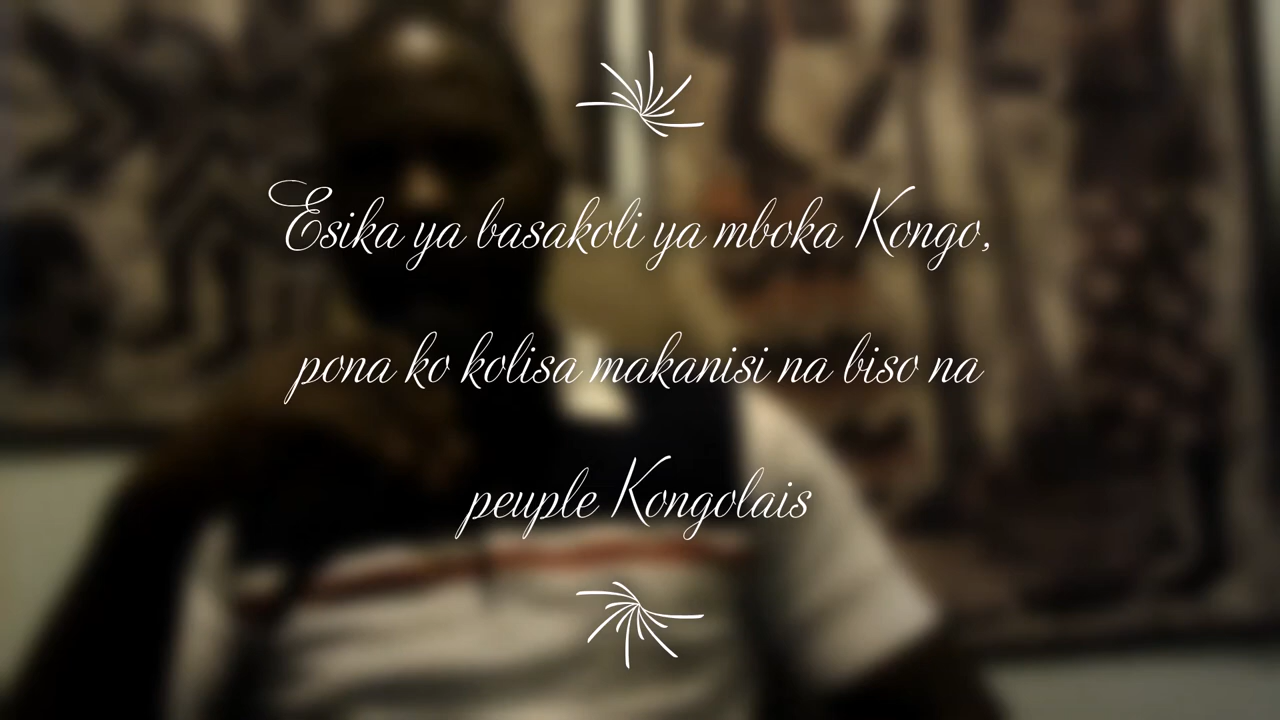 Esika ya basakoli ya mboka Kongo,
pona ko kolisa makanisi na biso na
peuple Kongolais